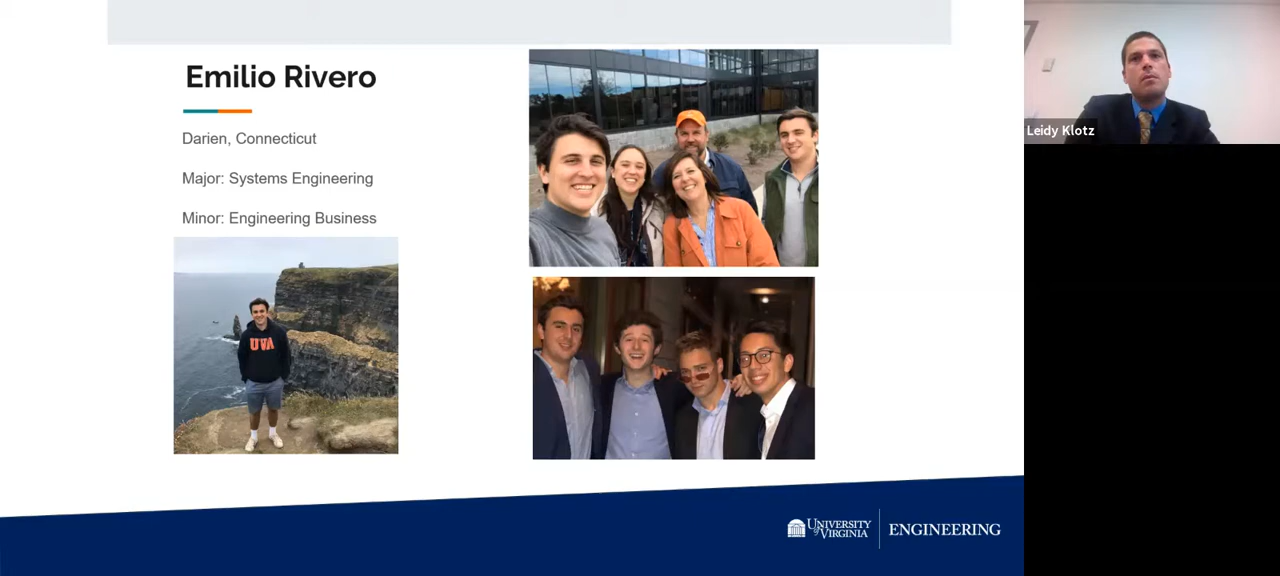 Emilio Rivero
Darien, Connecticut
Major: Systems Engineering
Minor: Engineering Business
UVA
UNIVERSITY
of VIRGINIA
ENGINEERING
Leidy Klotz